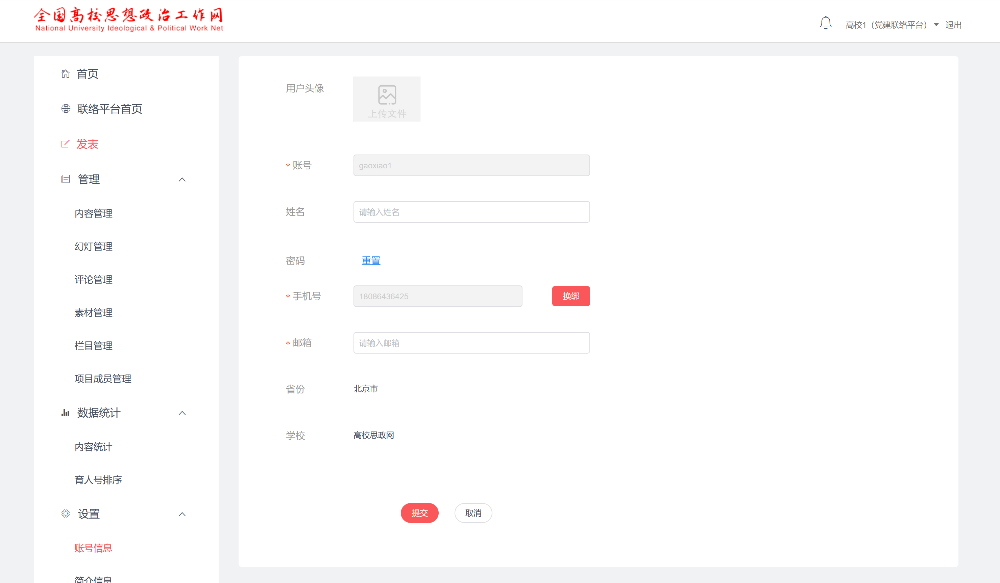 全国高校思想政治工作网
National University Ideological & Political Work Net
高校1（党建联络平台） 退出
首页
联络平台首页
发表
管理
内容管理
幻灯管理
评论管理
素材管理
栏目管理
项目成员管理
数据统计
内容统计
育人号排序
设置
账号信息
简介信息
用户头像
上传文件
* 账号 gaoxiao1
姓名 请输入姓名
密码 重置
* 手机号 18086436425 换绑
* 邮箱 请输入邮箱
省份 北京市
学校 高校思政网
提交 取消